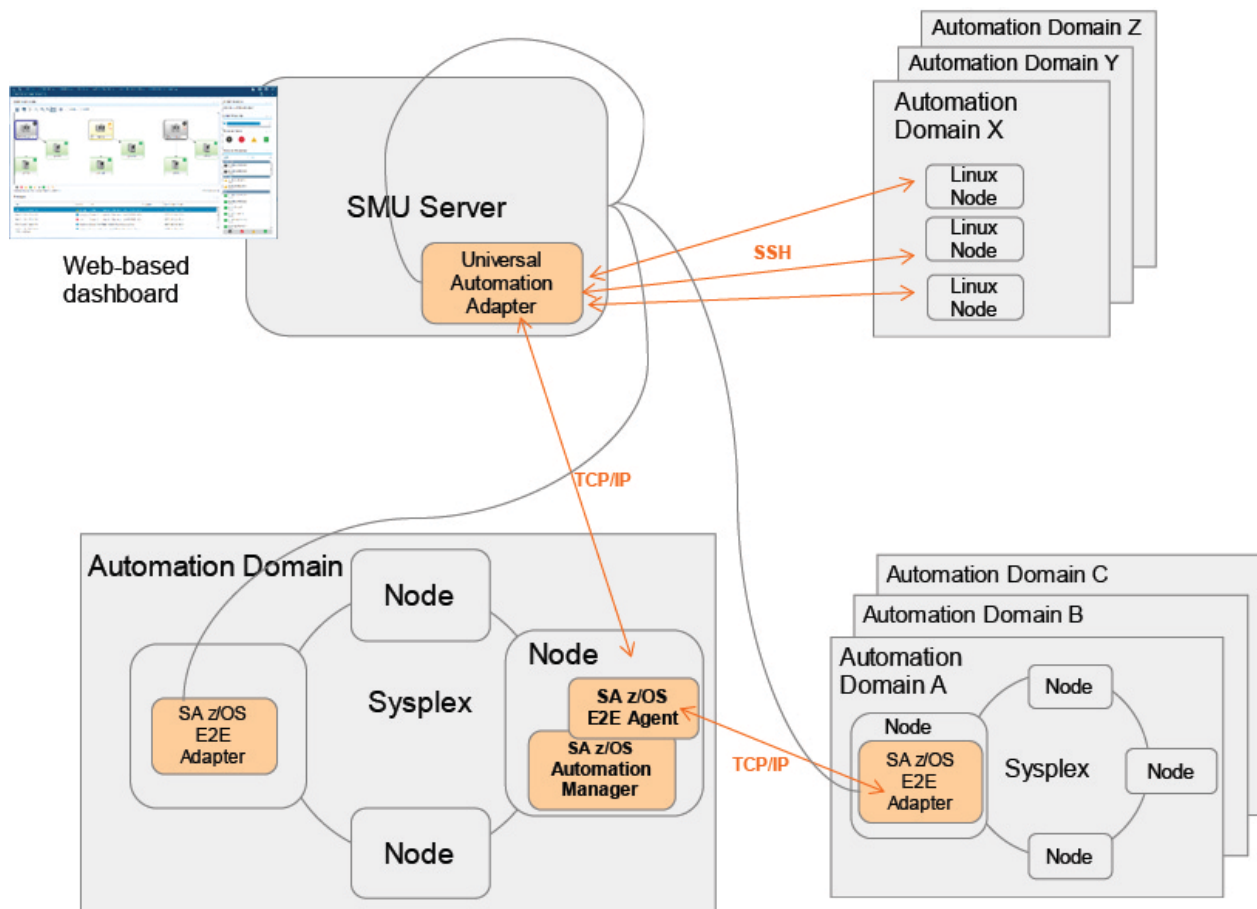 Automation Domain Z
Automation Domain Y
Automation
Domain X
Linux
Node
Linux
Node
Linux
Node
SMU Server
Universal
Automation
Adapter
SSH
Web-based
dashboard
TCP/IP
Automation Domain
Node
Node
Sysplex
SA z/OS
E2E
Adapter
SA z/OS
E2E Agent
SA z/OS
Automation
Manager
Node
TCP/IP
Automation Domain C
Automation Domain B
Automation
Domain A
Node
Node
SA z/OS
E2E
Adapter
Sysplex
Node
Node